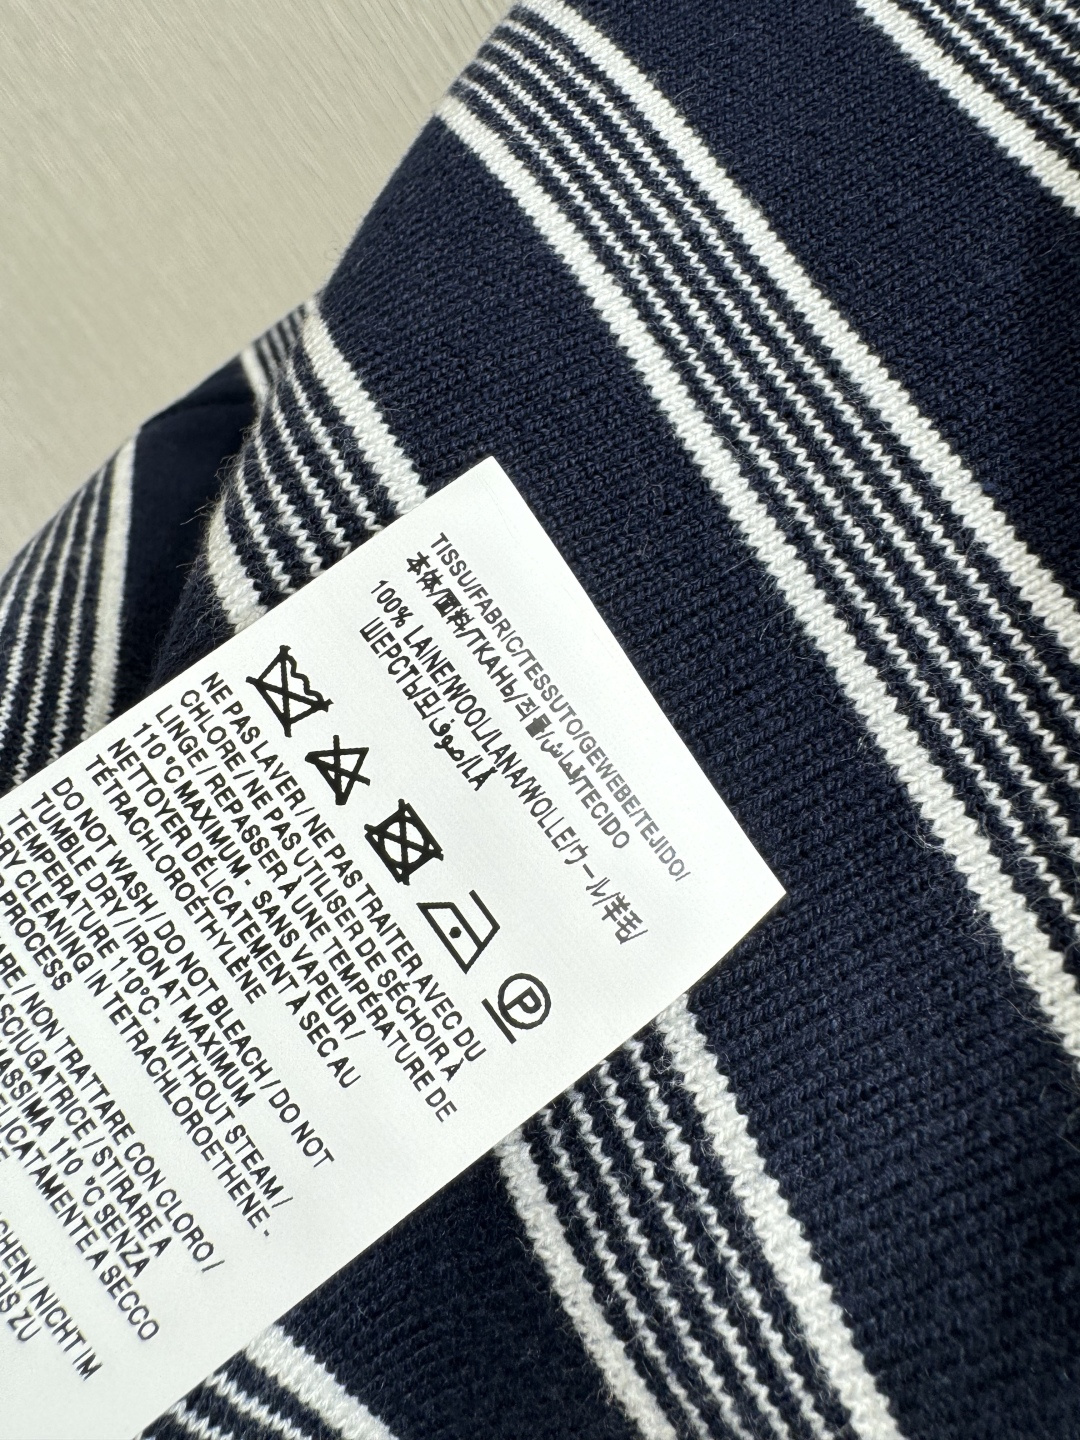 TISSU/FABRIC/TESSUTO/GEWEBE/TEJIDO/
本体/面料/ТКАНЬ/직물/القماش/TECIDO
100% LAINE/WOOL/LANA/WOLLE/ウール/羊毛/
ШЕРСТЬ/모/صوف/LÃ
P
NE PAS LAVER / NE PAS TRAITER AVEC DU
CHLORE / NE PAS UTILISER DE SÉCHOIR À
LINGE / REPASSER À UNE TEMPÉRATURE DE
110 °C MAXIMUM - SANS VAPEUR /
NETTOYER DÉLICATEMENT À SEC AU
TÉTRACHLOROÉTHYLÈNE
DO NOT WASH / DO NOT BLEACH / DO NOT
TUMBLE DRY / IRON AT MAXIMUM
TEMPERATURE 110°C - WITHOUT STEAM /
DRY CLEANING IN TETRACHLOROETHENE -
PROCESS
NON TRATTARE CON CLORO /
STIRARE A
110 °C SENZA
A SECCO
NICHT IM
ZU